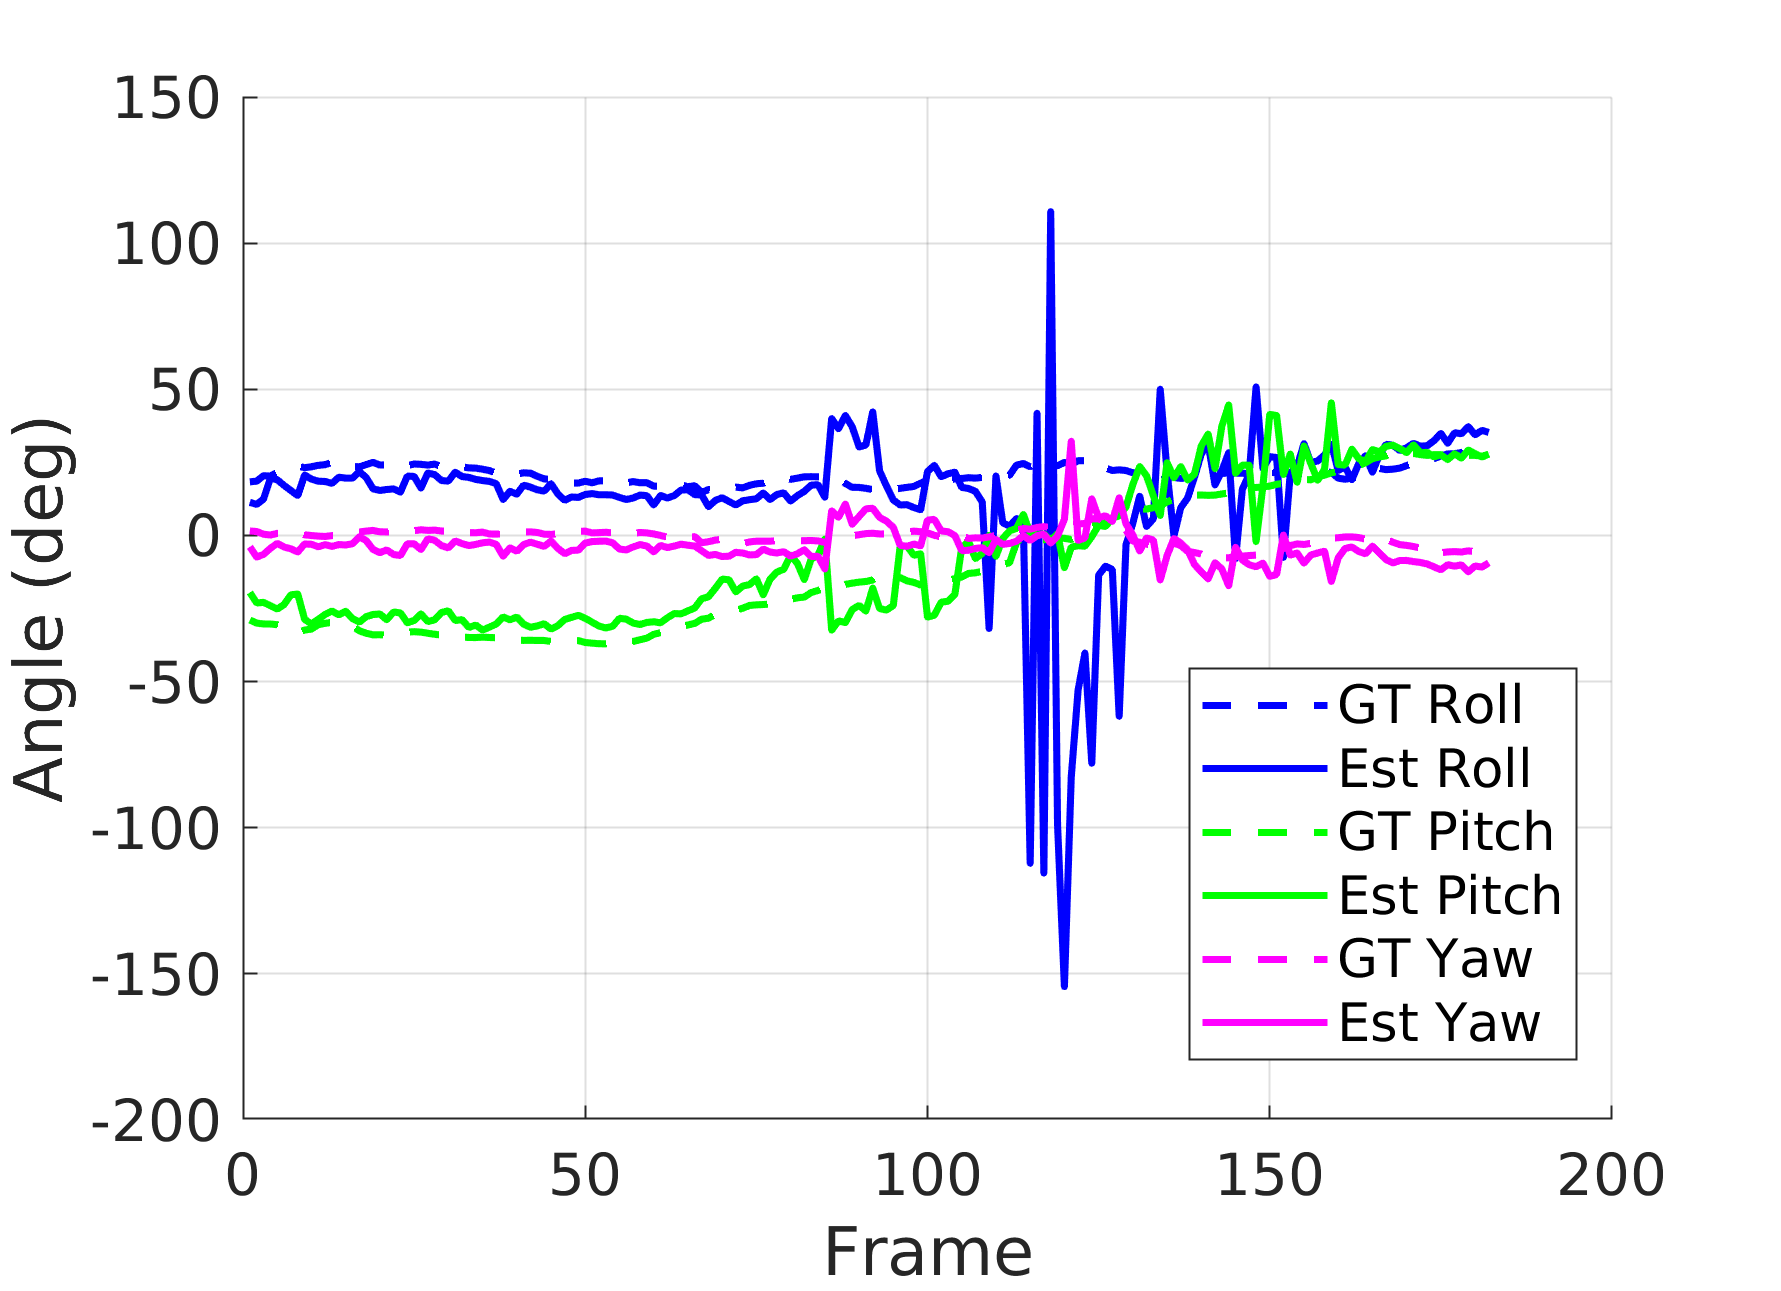 150
100
50
0
-50
-100
-150
-200
0 50 100 150 200
Angle (deg)
Frame
GT Roll
Est Roll
GT Pitch
Est Pitch
GT Yaw
Est Yaw